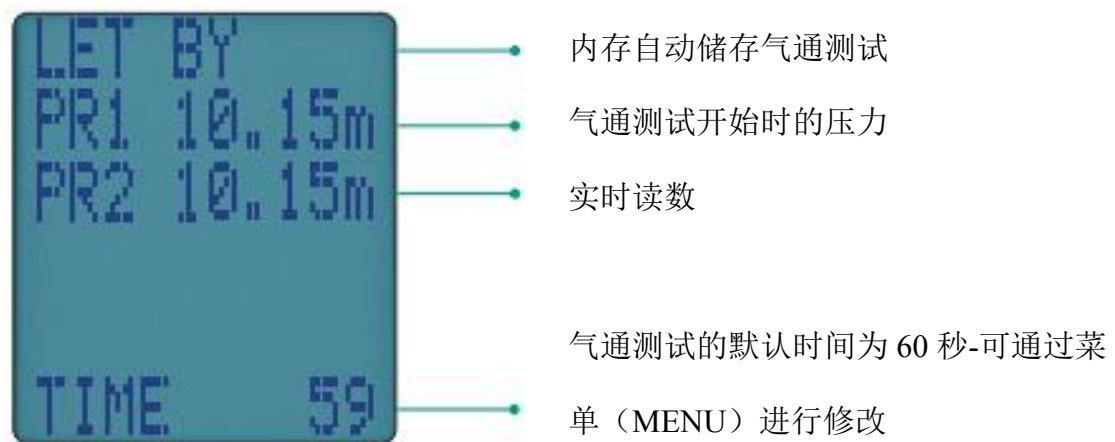 LET BY
内存自动储存气通测试
PR1 10.15m
气通测试开始时的压力
PR2 10.15m
实时读数
气通测试的默认时间为 60 秒-可通过菜
TIME 59
单（MENU）进行修改